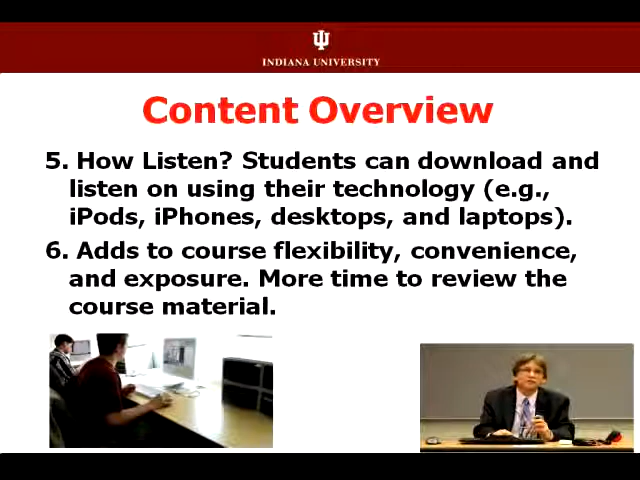 INDIANA UNIVERSITY
Content Overview
5. How Listen? Students can download and
listen on using their technology (e.g.,
iPods, iPhones, desktops, and laptops).
6. Adds to course flexibility, convenience,
and exposure. More time to review the
course material.